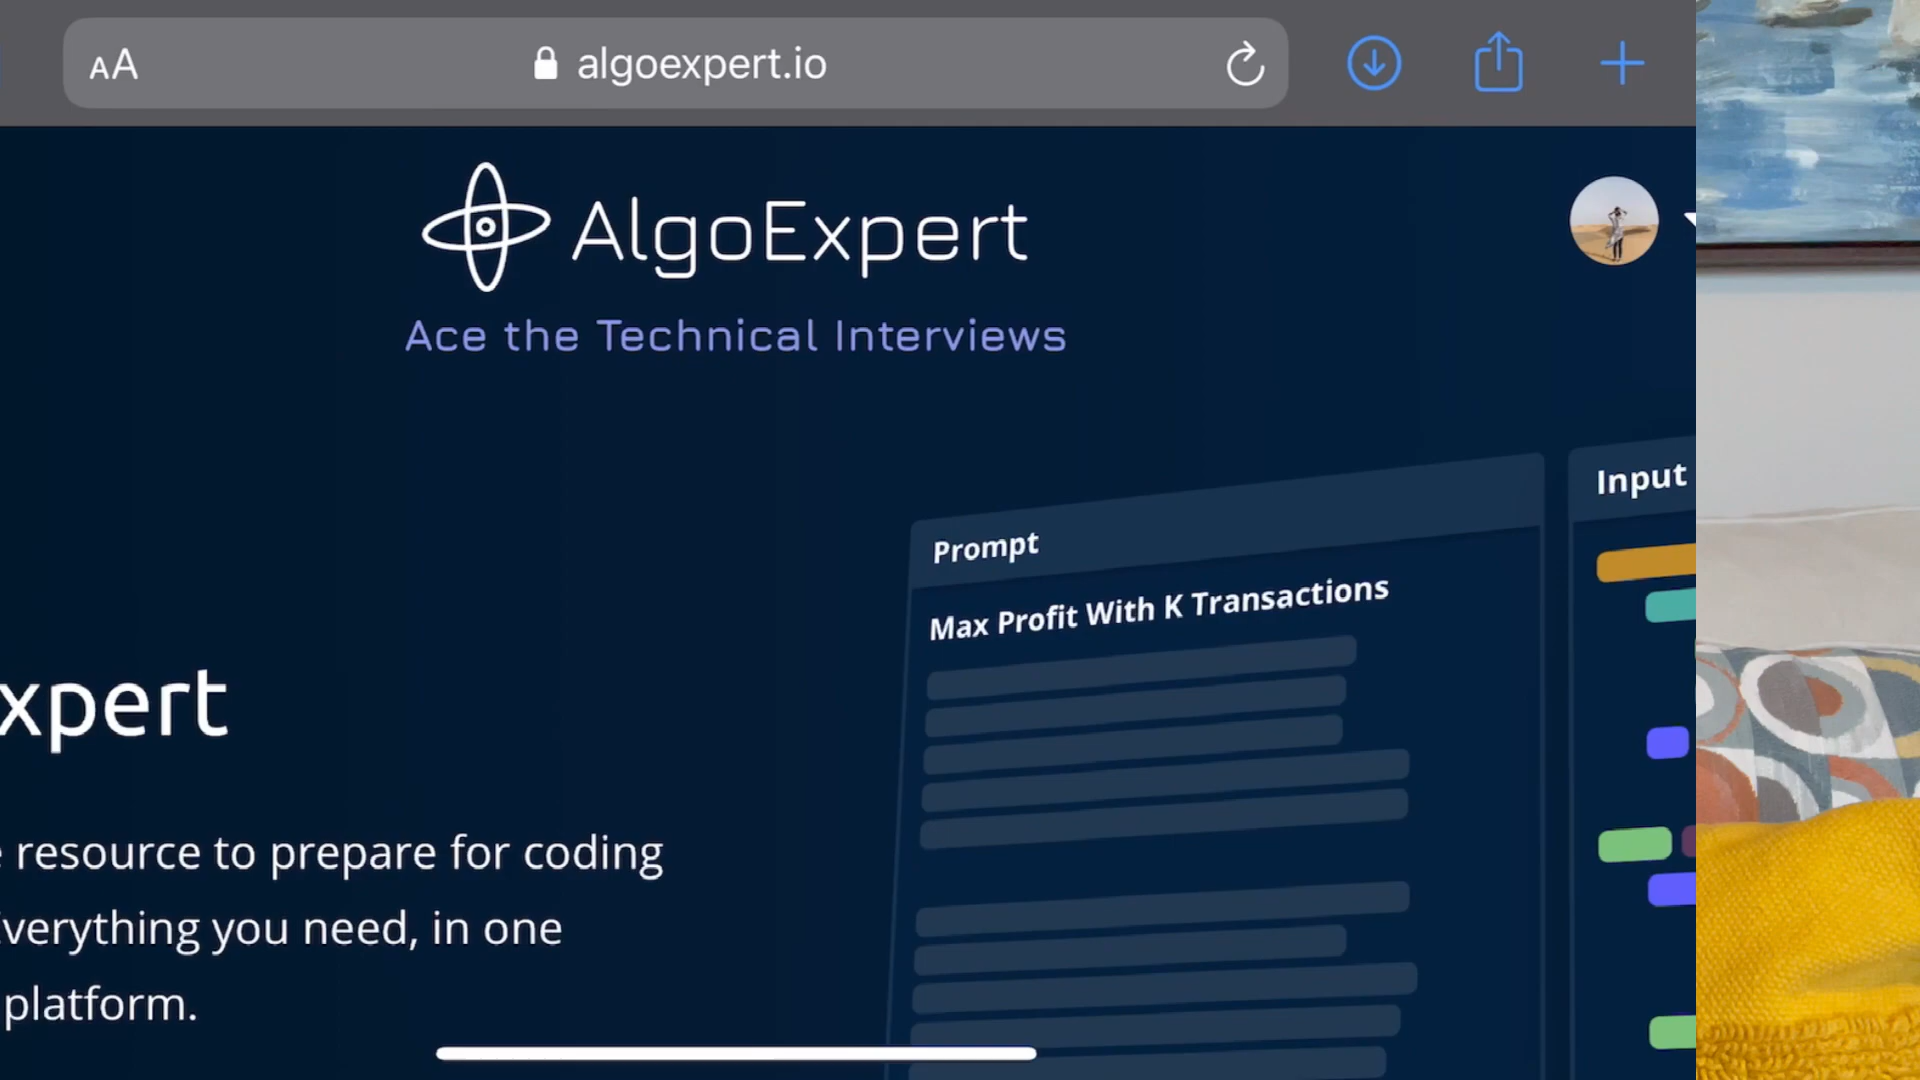 AA
algoexpert.io
AlgoExpert
Ace the Technical Interviews
Input
Prompt
Max Profit With K Transactions
xpert
resource to prepare for coding
verything you need, in one
platform.